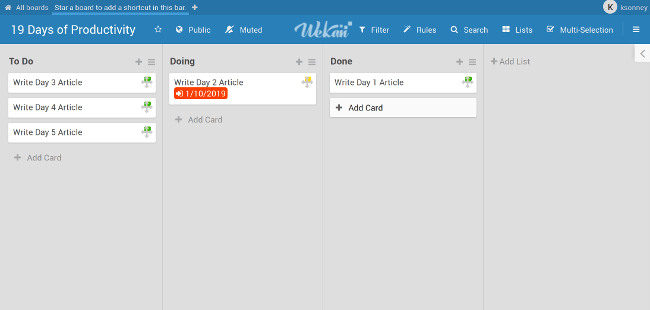 All boards Star a board to add a shortcut in this bar K ksonney
19 Days of Productivity Public Muted WeKan Filter Rules Search Lists Multi-Selection
To Do
Write Day 3 Article
Write Day 4 Article
Write Day 5 Article
Add Card
Doing
Write Day 2 Article
1/10/2019
Add Card
Done
Write Day 1 Article
Add Card
Add List